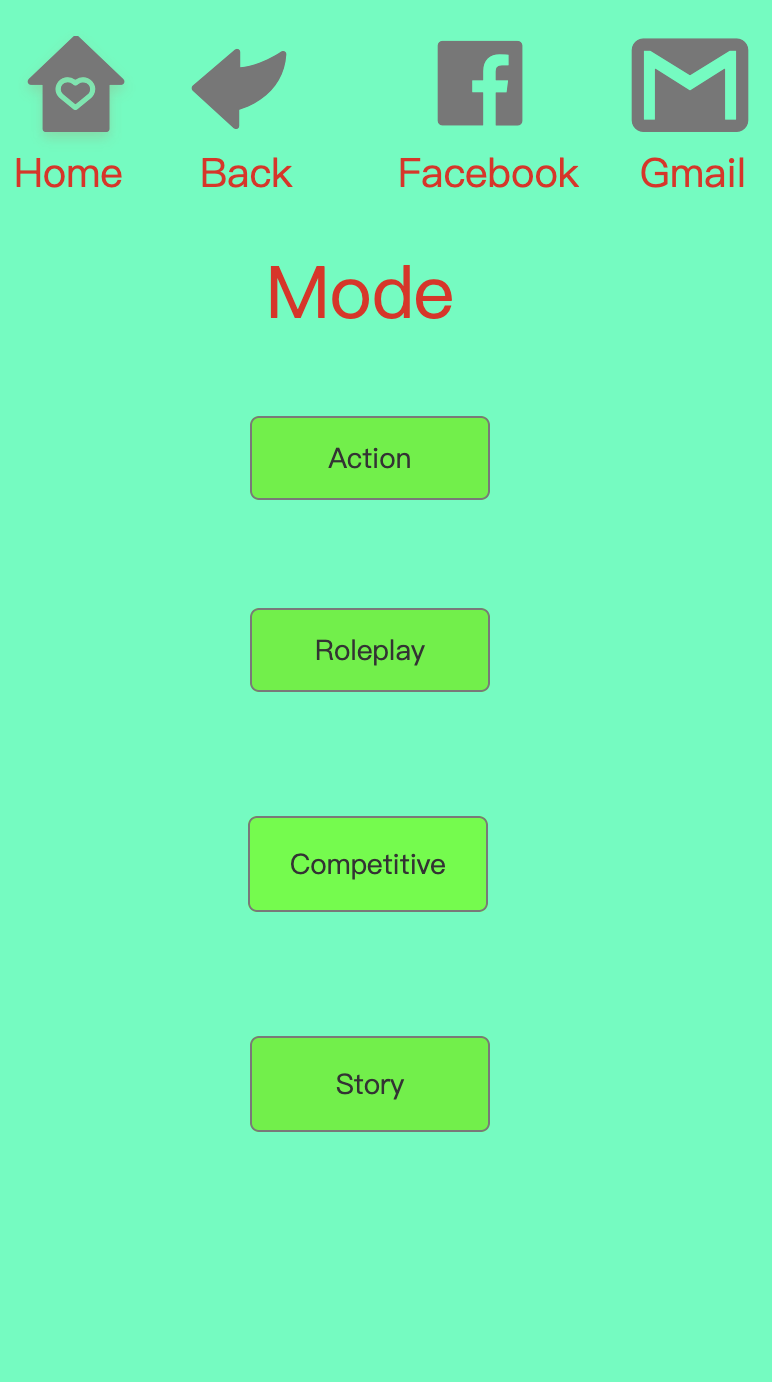 Home Back Facebook Gmail
Mode
Action
Roleplay
Competitive
Story